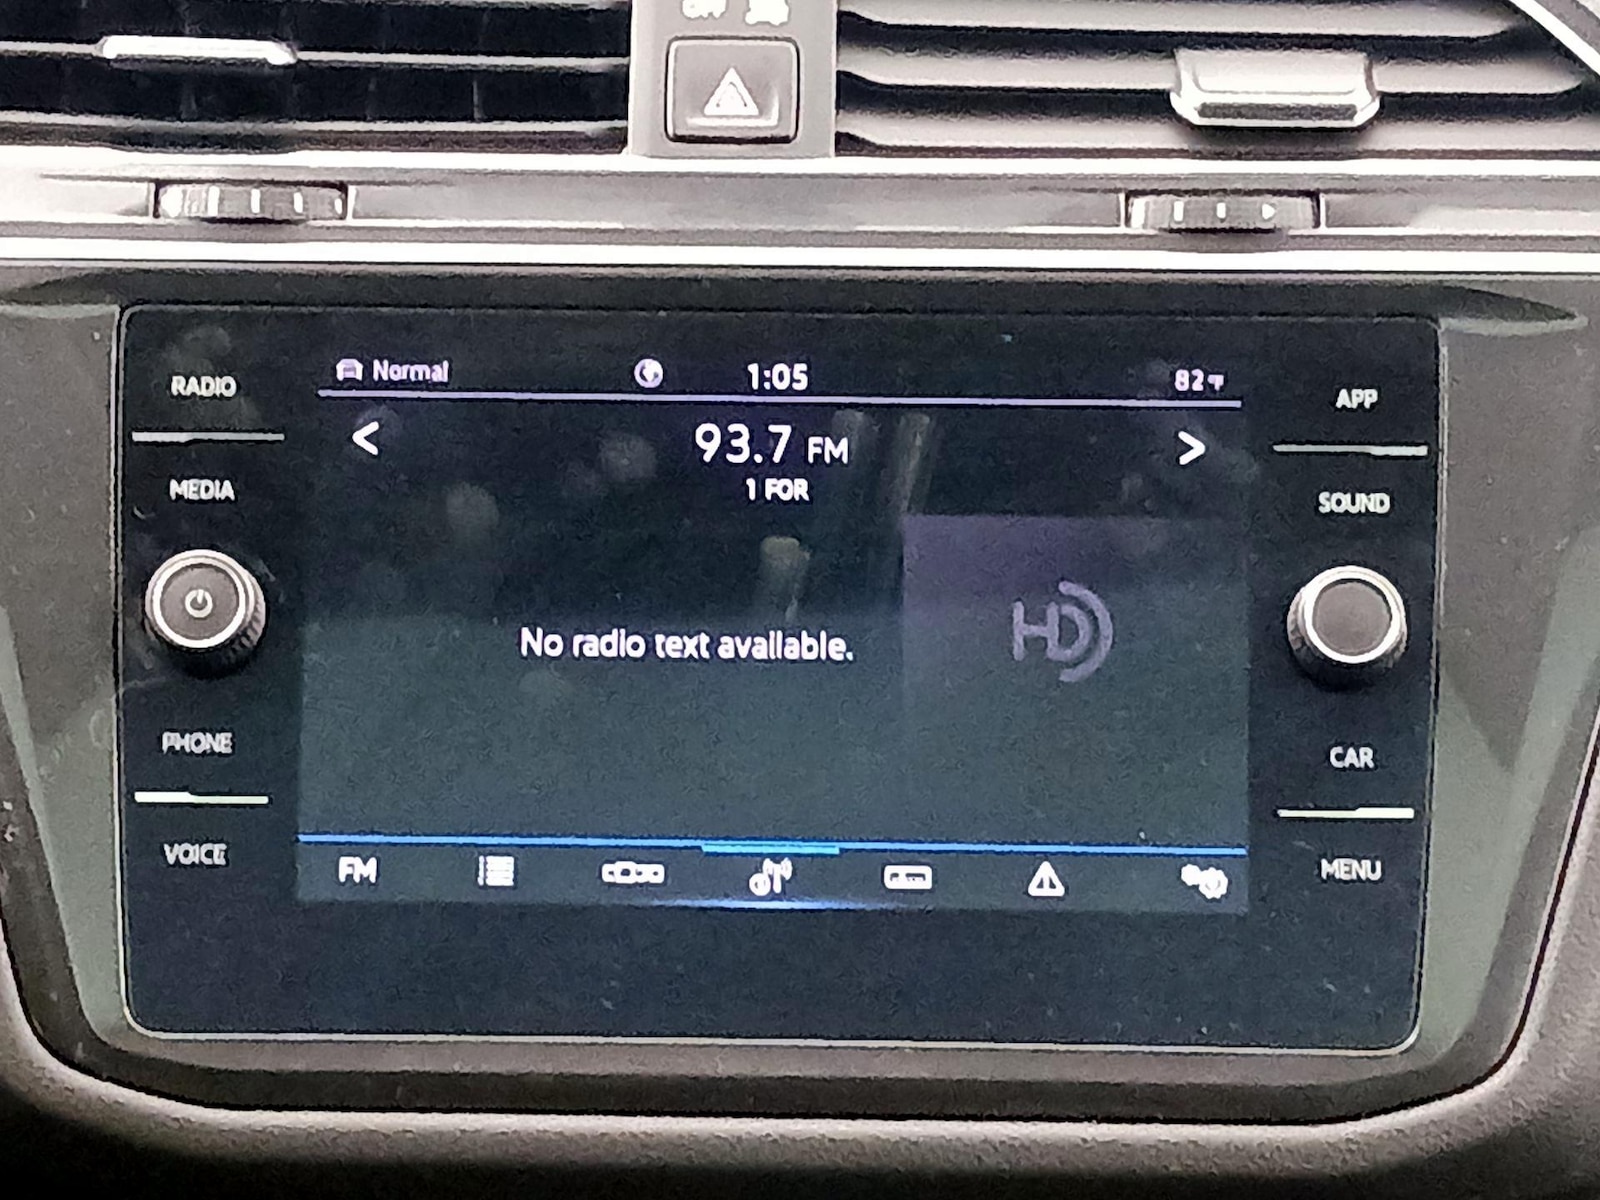 OFF
RADIO
MEDIA
PHONE
VOICE
Normal
1:05
82°F
93.7 FM
1 FOR
No radio text available.
HD
FM
APP
SOUND
CAR
MENU